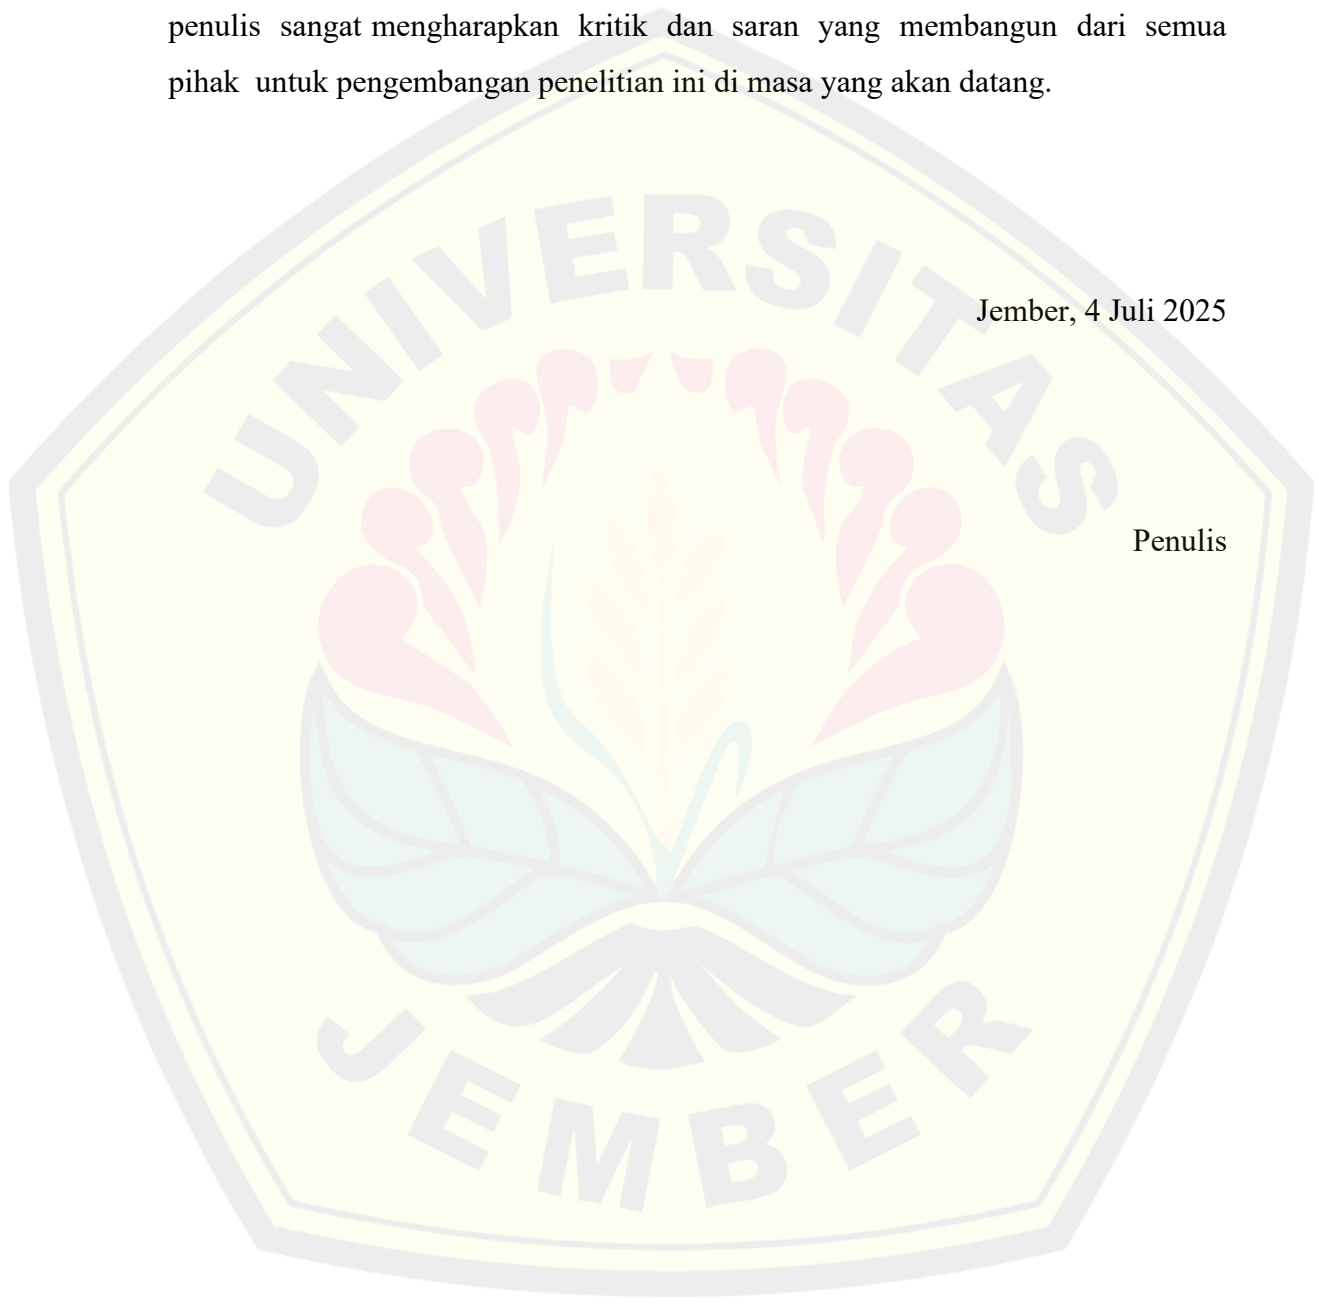 penulis sangat mengharapkan kritik dan saran yang membangun dari semua
pihak untuk pengembangan penelitian ini di masa yang akan datang.
UNIVERSITAS
Jember, 4 Juli 2025
Penulis
JEMBER